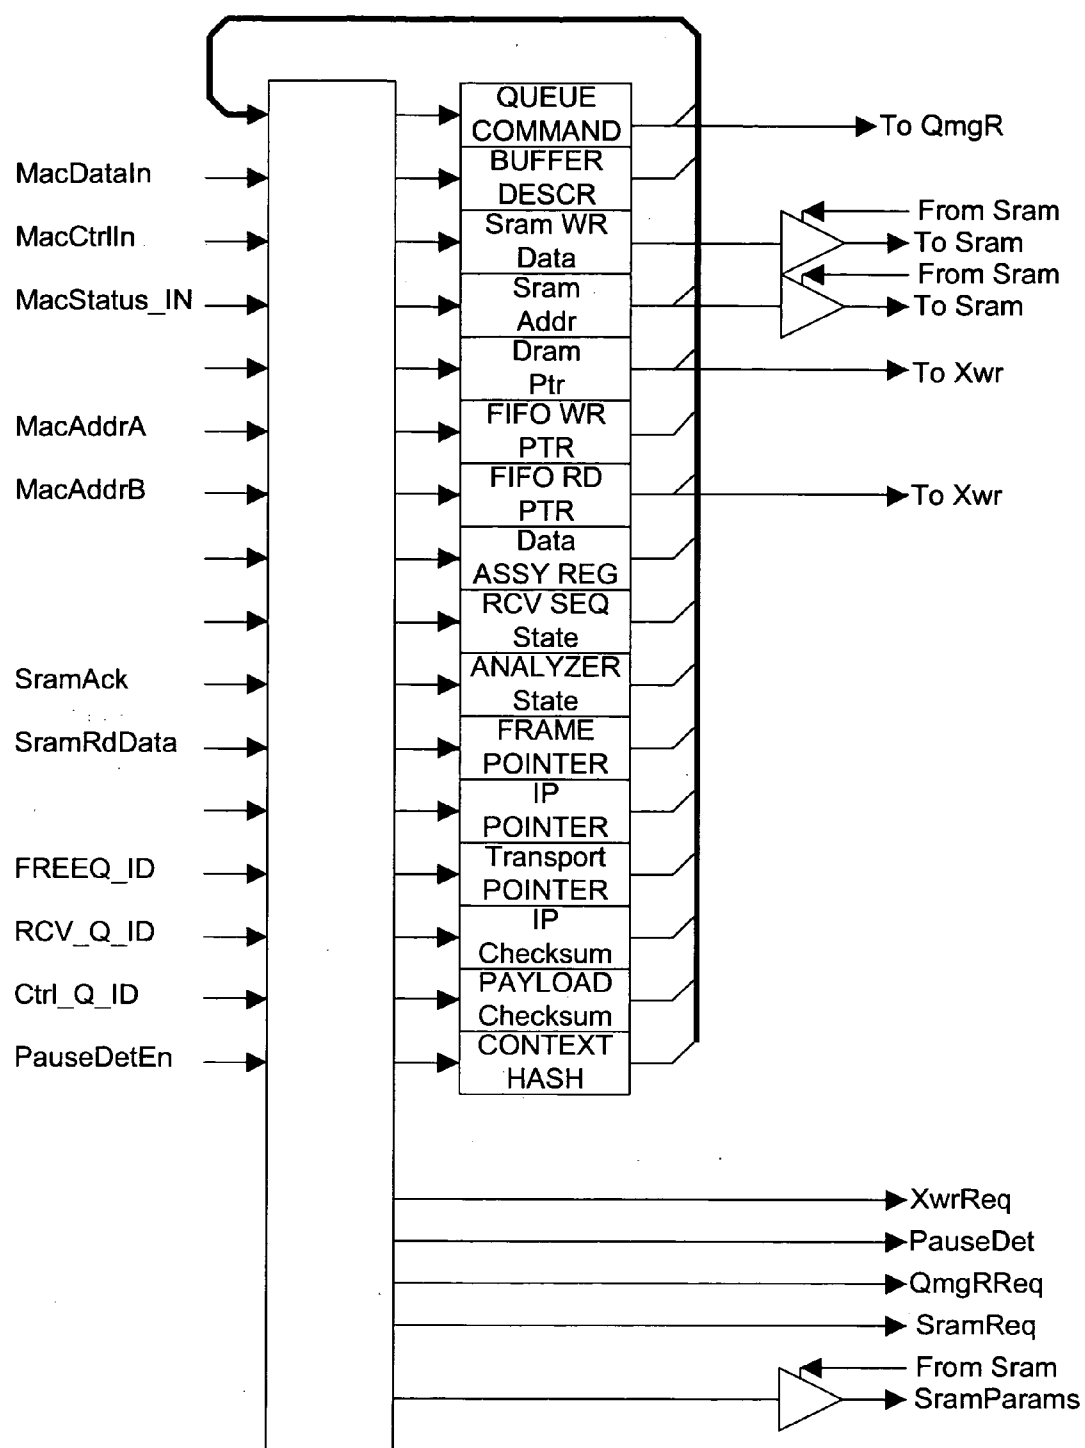 QUEUE
COMMAND
To QmgR
MacDataIn
BUFFER
DESCR
From Sram
MacCtrlIn
Sram WR
Data
To Sram
From Sram
MacStatus_IN
Sram
Addr
To Sram
Dram
Ptr
To Xwr
MacAddrA
FIFO WR
PTR
MacAddrB
FIFO RD
PTR
To Xwr
Data
ASSY REG
RCV SEQ
State
SramAck
ANALYZER
State
SramRdData
FRAME
POINTER
IP
POINTER
FREEQ_ID
Transport
POINTER
RCV_Q_ID
IP
Checksum
Ctrl_Q_ID
PAYLOAD
Checksum
PauseDetEn
CONTEXT
HASH
XwrReq
PauseDet
QmgRReq
SramReq
From Sram
SramParams